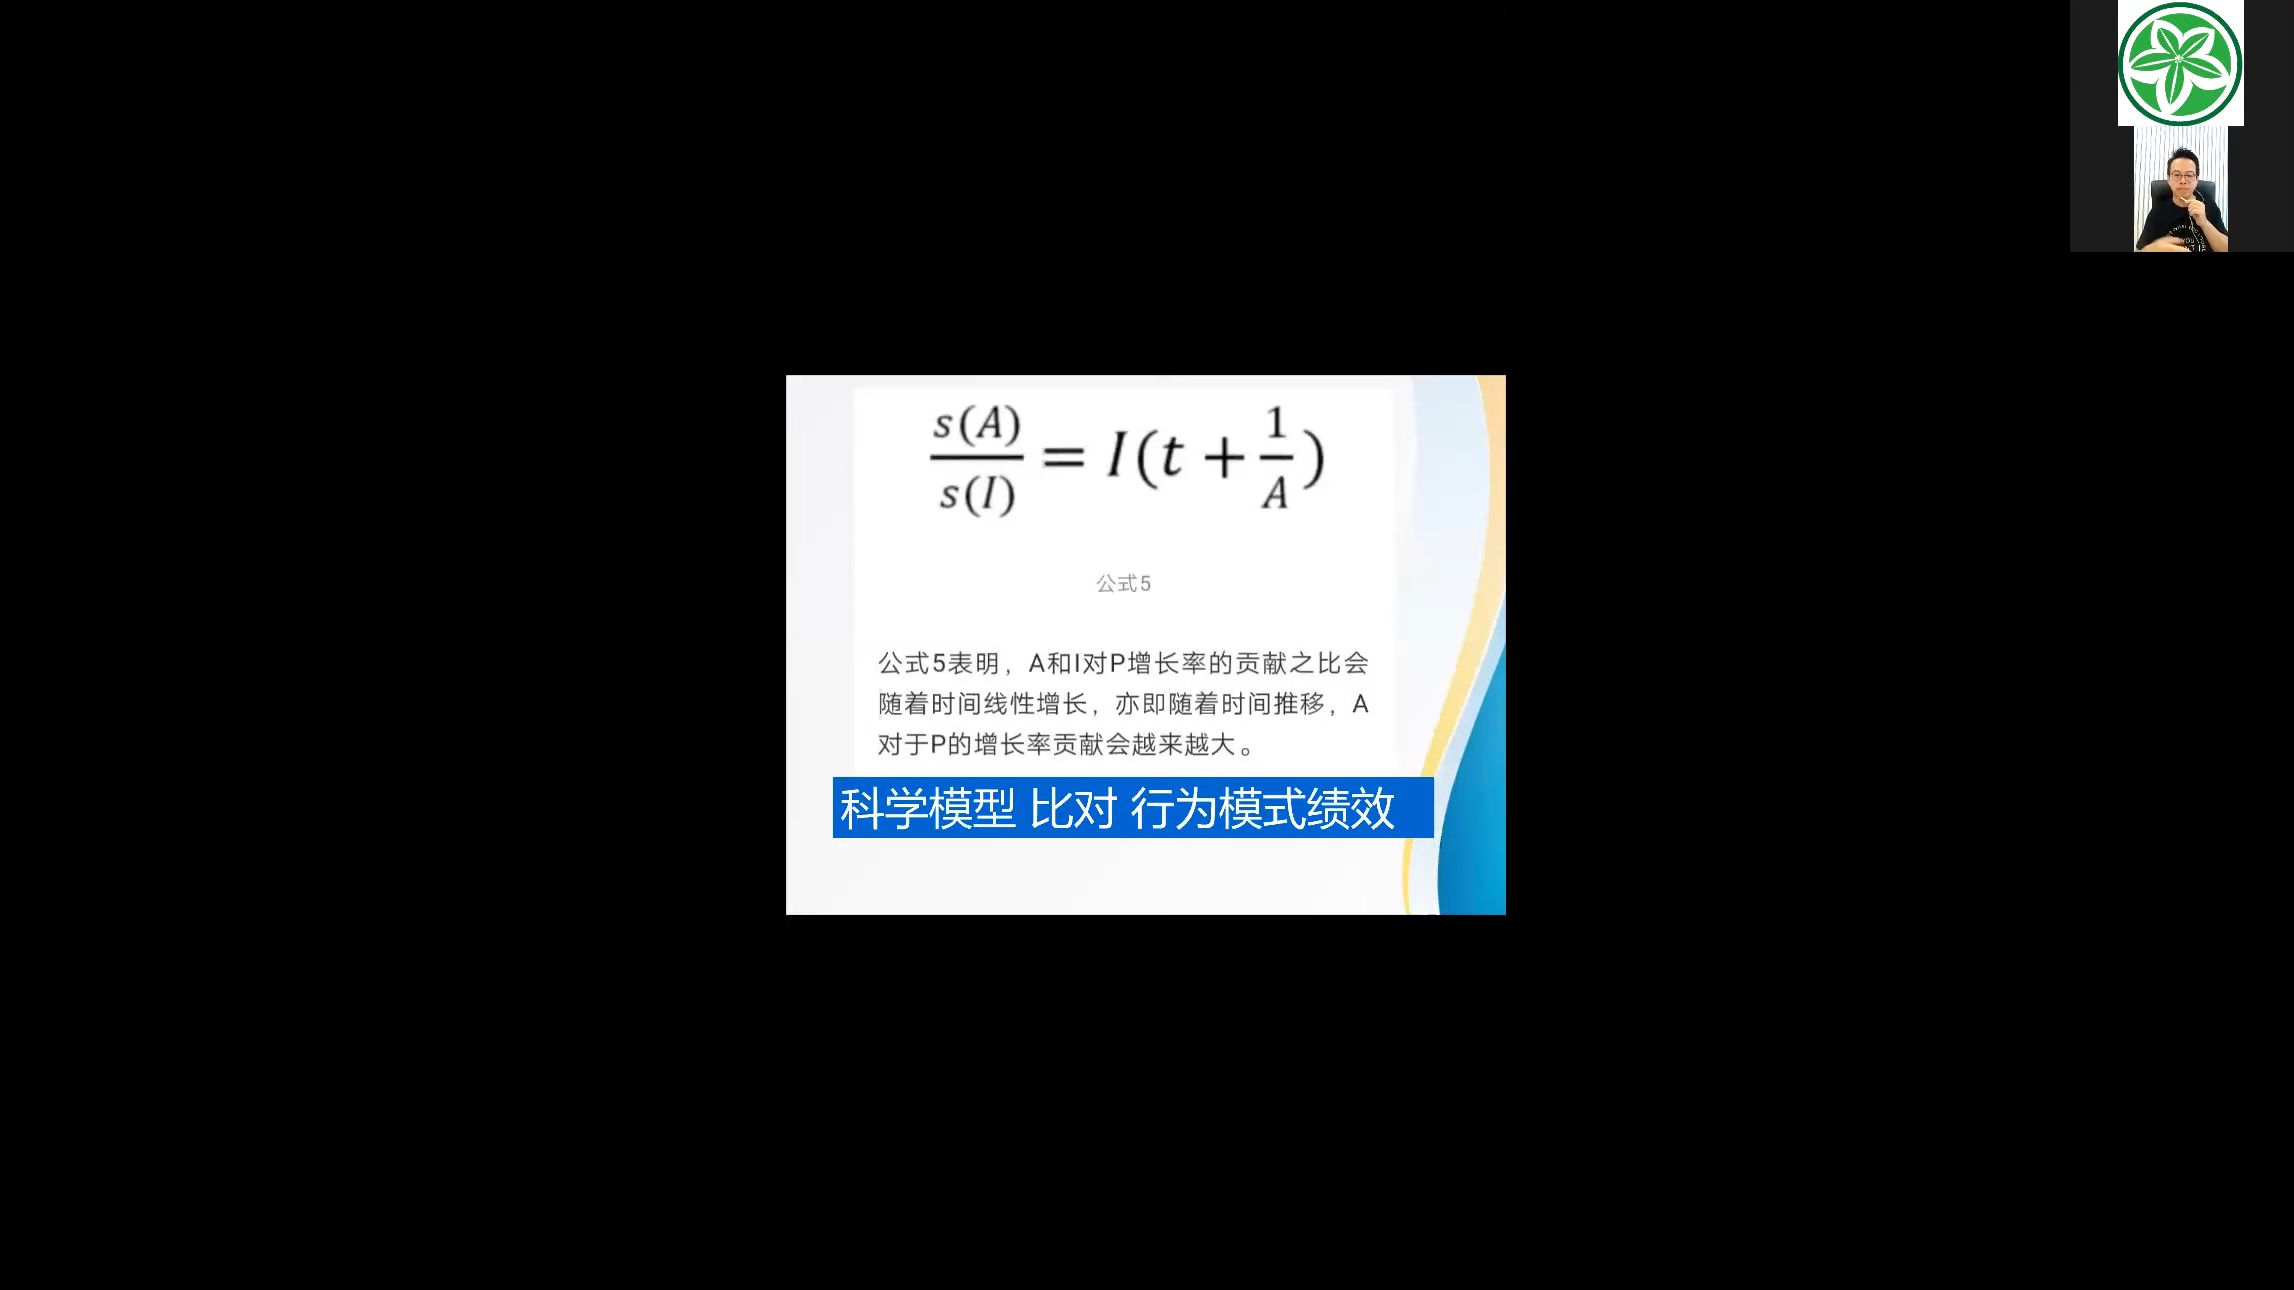 s(A)/s(I) = I(t + 1/A)
公式5
公式5表明，A和I对P增长率的贡献之比会
随着时间线性增长，亦即随着时间推移，A
对于P的增长率贡献会越来越大。
科学模型 比对 行为模式绩效